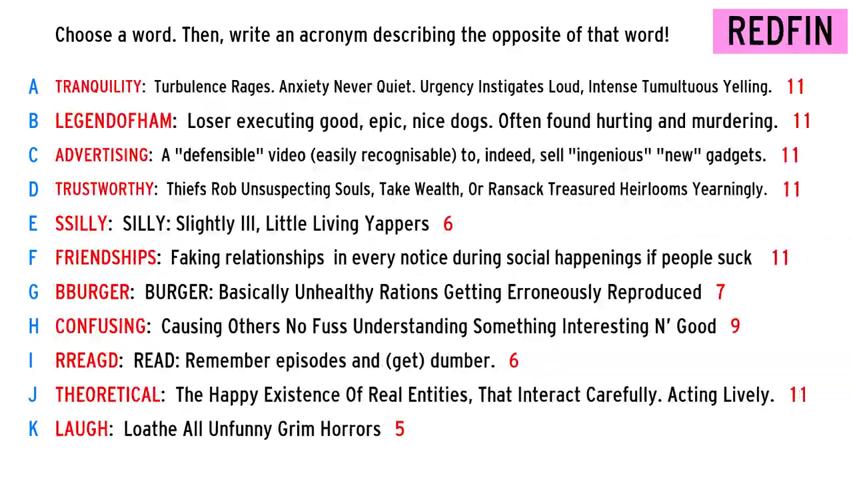 Choose a word. Then, write an acronym describing the opposite of that word!
REDFIN
A TRANQUILITY: Turbulence Rages. Anxiety Never Quiet. Urgency Instigates Loud, Intense Tumultuous Yelling. 11
B LEGENDOFHAM: Loser executing good, epic, nice dogs. Often found hurting and murdering. 11
C ADVERTISING: A "defensible" video (easily recognisable) to, indeed, sell "ingenious" "new" gadgets. 11
D TRUSTWORTHY: Thiefs Rob Unsuspecting Souls, Take Wealth, Or Ransack Treasured Heirlooms Yearningly. 11
E SSILLY: SILLY: Slightly Ill, Little Living Yappers 6
F FRIENDSHIPS: Faking relationships in every notice during social happenings if people suck 11
G BBURGER: BURGER: Basically Unhealthy Rations Getting Erroneously Reproduced 7
H CONFUSING: Causing Others No Fuss Understanding Something Interesting N' Good 9
I RREAGD: READ: Remember episodes and (get) dumber. 6
J THEORETICAL: The Happy Existence Of Real Entities, That Interact Carefully. Acting Lively. 11
K LAUGH: Loathe All Unfunny Grim Horrors 5